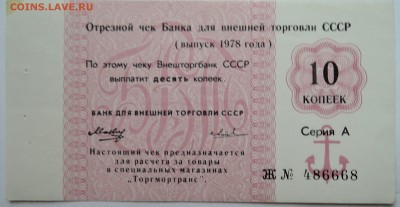 COINS.LAVE.RU
Отрезной чек Банка для внешней торговли СССР
(выпуск 1978 года)
По этому чеку Внешторгбанк СССР
выплатит десять копеек.
10
КОПЕЕК
БАНК ДЛЯ ВНЕШНЕЙ ТОРГОВЛИ СССР
Серия А
Настоящий чек предназначается
для расчета за товары
в специальных магазинах
"Торгмортранс".
Ж № 486668